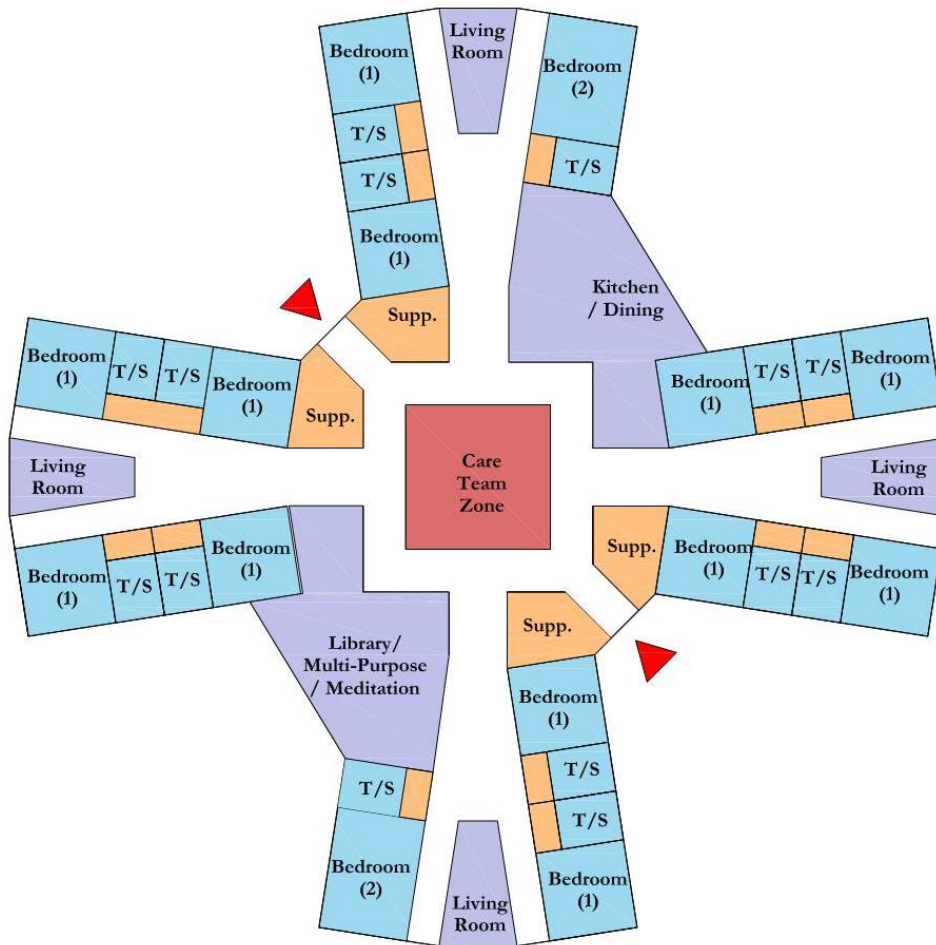 Living
Room
Bedroom
(1)
Bedroom
(2)
T/S
T/S
T/S
Bedroom
(1)
Kitchen
/ Dining
Supp.
Bedroom
(1)
T/S
T/S
Bedroom
(1)
Supp.
Bedroom
(1)
T/S
T/S
Bedroom
(1)
Living
Room
Care
Team
Zone
Living
Room
Bedroom
(1)
T/S
T/S
Bedroom
(1)
Supp.
Bedroom
(1)
T/S
T/S
Bedroom
(1)
Library/
Multi-Purpose
/ Meditation
Supp.
Bedroom
(1)
T/S
T/S
T/S
Bedroom
(2)
Bedroom
(1)
Living
Room